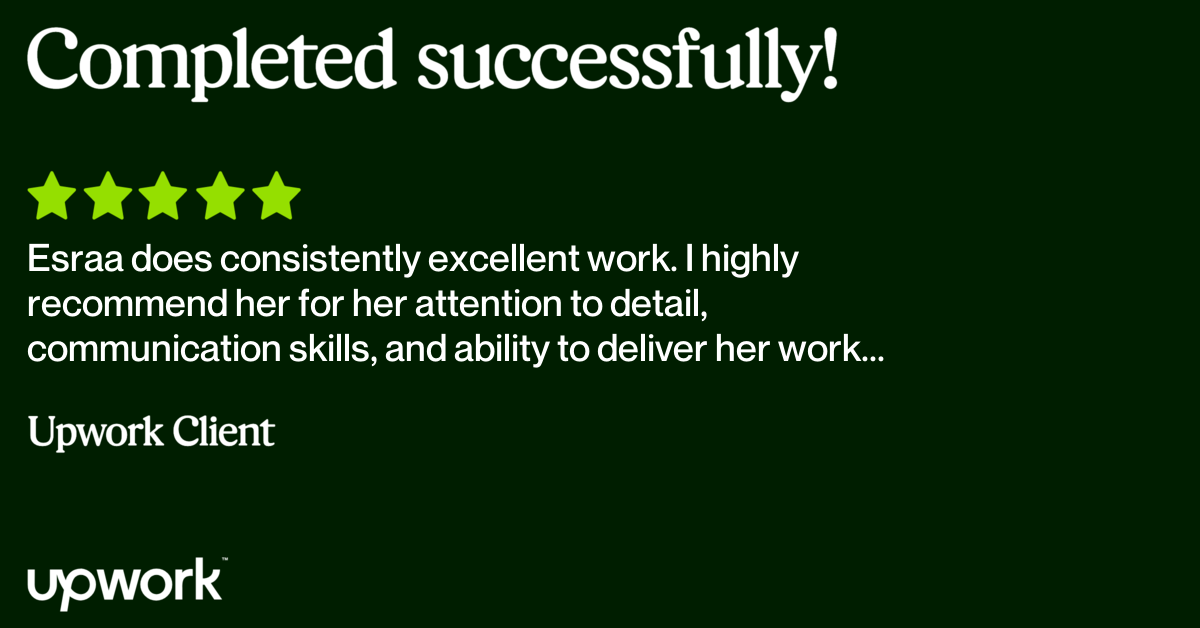 Completed successfully!
Esraa does consistently excellent work. I highly
recommend her for her attention to detail,
communication skills, and ability to deliver her work...
Upwork Client
upwork™